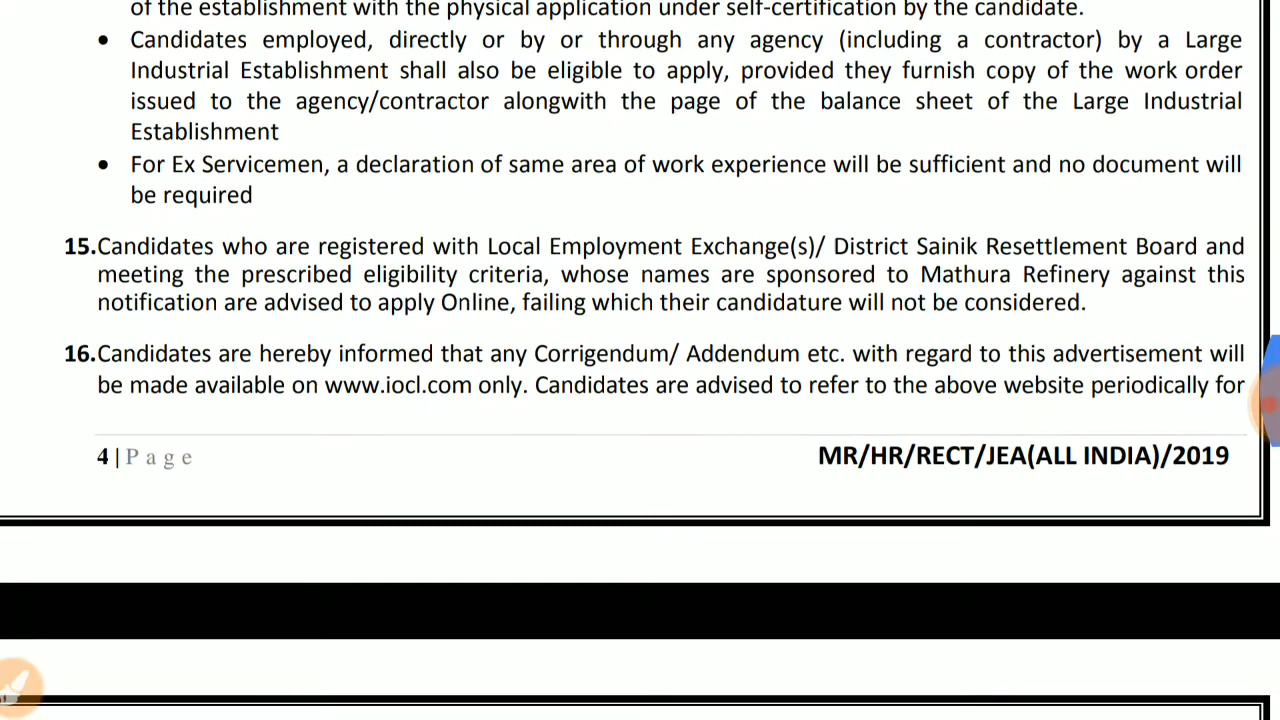 of the establishment with the physical application under self-certification by the candidate.
• Candidates employed, directly or by or through any agency (including a contractor) by a Large
Industrial Establishment shall also be eligible to apply, provided they furnish copy of the work order
issued to the agency/contractor alongwith the page of the balance sheet of the Large Industrial
Establishment
• For Ex Servicemen, a declaration of same area of work experience will be sufficient and no document will
be required
15.Candidates who are registered with Local Employment Exchange(s)/ District Sainik Resettlement Board and
meeting the prescribed eligibility criteria, whose names are sponsored to Mathura Refinery against this
notification are advised to apply Online, failing which their candidature will not be considered.
16.Candidates are hereby informed that any Corrigendum/ Addendum etc. with regard to this advertisement will
be made available on www.iocl.com only. Candidates are advised to refer to the above website periodically for
4 | P a g e MR/HR/RECT/JEA(ALL INDIA)/2019